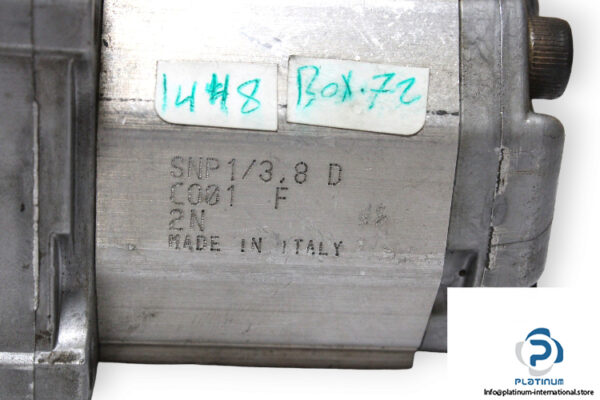 14#8
Box.72
SNP1/3,8 D
C001 F
2N
MADE IN ITALY
PLATINUM
Info@platinum-international.store